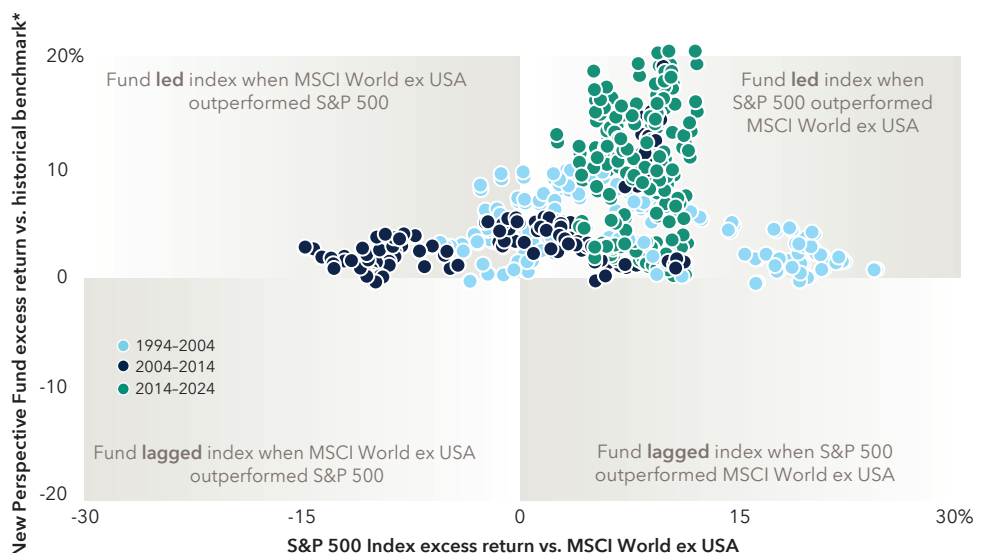 New Perspective Fund excess return vs. historical benchmark*
20%
10
0
-10
-20
Fund led index when MSCI World ex USA
outperformed S&P 500
Fund led index when
S&P 500 outperformed
MSCI World ex USA
1994–2004
2004–2014
2014–2024
Fund lagged index when MSCI World ex USA
outperformed S&P 500
Fund lagged index when S&P 500
outperformed MSCI World ex USA
-30
-15
0
15
30%
S&P 500 Index excess return vs. MSCI World ex USA